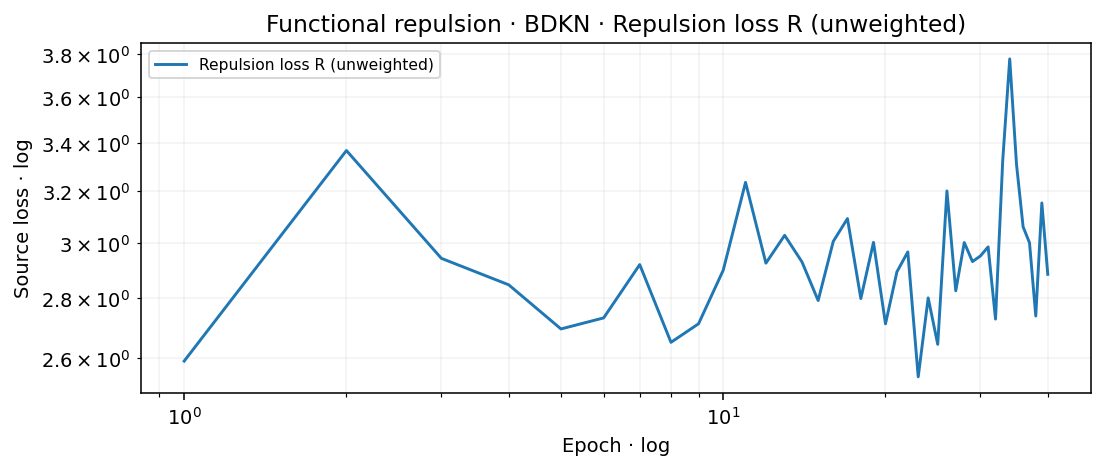 Functional repulsion · BDKN · Repulsion loss R (unweighted)
Repulsion loss R (unweighted)
Source loss · log
3.8 × 10⁰
3.6 × 10⁰
3.4 × 10⁰
3.2 × 10⁰
3 × 10⁰
2.8 × 10⁰
2.6 × 10⁰
10⁰
10¹
Epoch · log